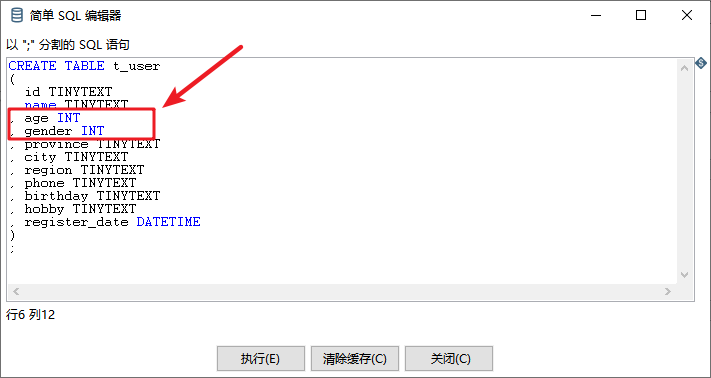 简单 SQL 编辑器
以 ";" 分割的 SQL 语句
CREATE TABLE t_user
(
id TINYTEXT
, name TINYTEXT
, age INT
, gender INT
, province TINYTEXT
, city TINYTEXT
, region TINYTEXT
, phone TINYTEXT
, birthday TINYTEXT
, hobby TINYTEXT
, register_date DATETIME
)
;
行6 列12
执行(E) 清除缓存(C) 关闭(C)